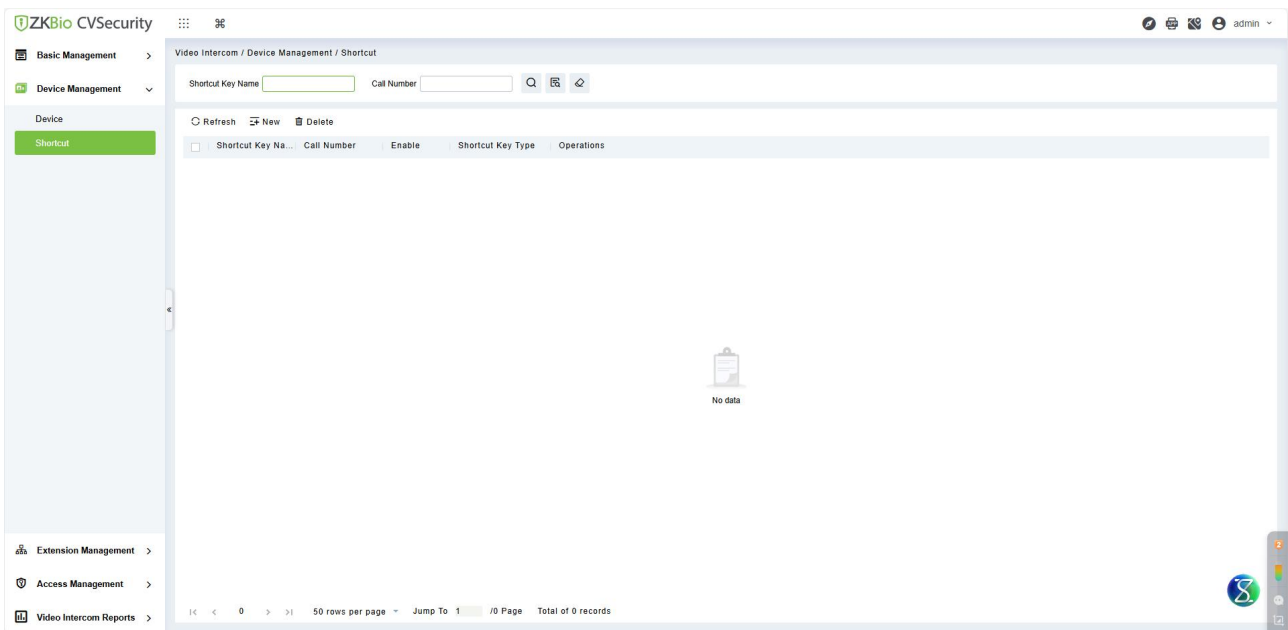 ZKBio CVSecurity
admin
Basic Management
Video Intercom / Device Management / Shortcut
Device Management
Shortcut Key Name Call Number
Device
Refresh New Delete
Shortcut
Shortcut Key Na... Call Number Enable Shortcut Key Type Operations
No data
Extension Management
Access Management
Video Intercom Reports
0 50 rows per page Jump To 1 /0 Page Total of 0 records
2